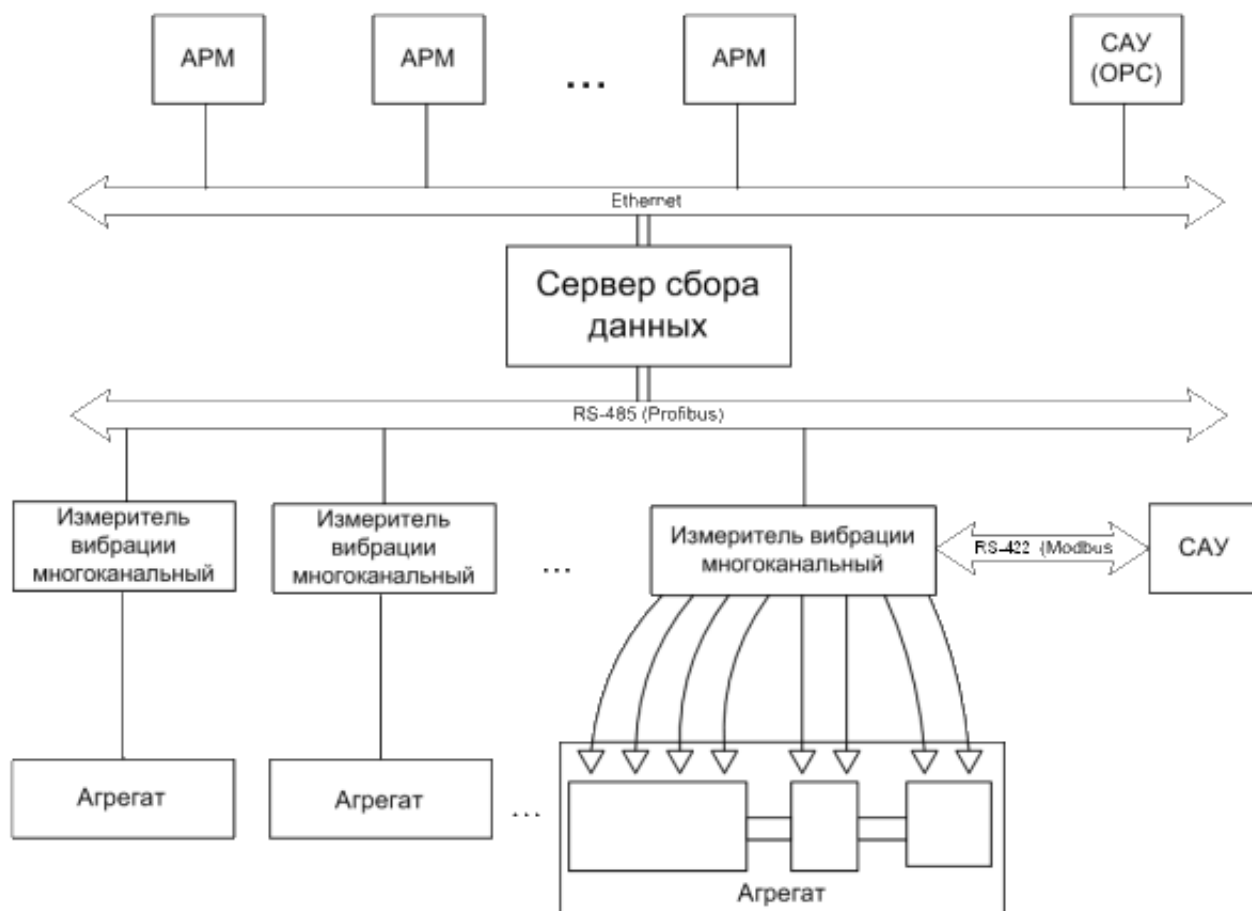 АРМ
АРМ
...
АРМ
САУ
(ОРС)
Ethernet
Сервер сбора
данных
RS-485 (Profibus)
Измеритель
вибрации
многоканальный
Измеритель
вибрации
многоканальный
...
Измеритель вибрации
многоканальный
RS-422 (Modbus
САУ
Агрегат
Агрегат
...
Агрегат